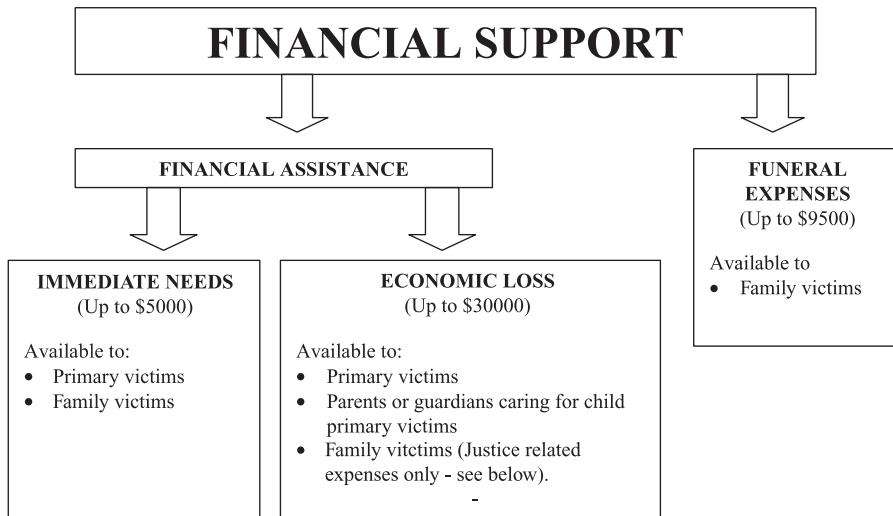 FINANCIAL SUPPORT
FINANCIAL ASSISTANCE
FUNERAL
EXPENSES
(Up to $9500)
Available to
• Family victims
IMMEDIATE NEEDS
(Up to $5000)
Available to:
• Primary victims
• Family victims
ECONOMIC LOSS
(Up to $30000)
Available to:
• Primary victims
• Parents or guardians caring for child
primary victims
• Family vitctims (Justice related
expenses only - see below).
-